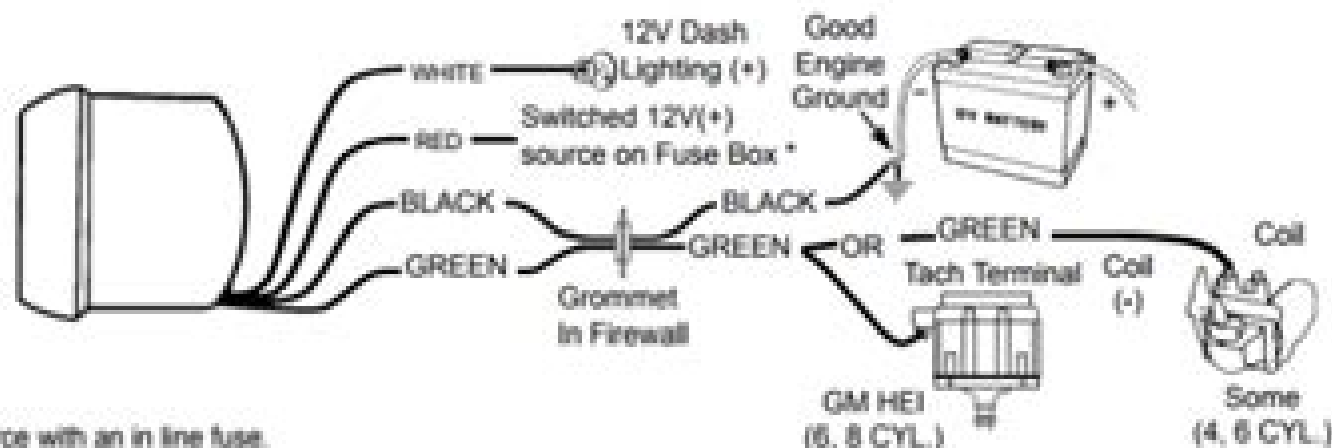 12V Dash
Lighting (+)
Good
Engine
Ground
WHITE
- +
12V BATTERY
RED
Switched 12V(+)
source on Fuse Box *
BLACK
BLACK
GREEN
GREEN
OR
GREEN
Coil
Tach Terminal
Coil
(-)
Grommet
In Firewall
GM HEI
(6, 8 CYL.)
Some
(4, 6 CYL.)
with an in line fuse.